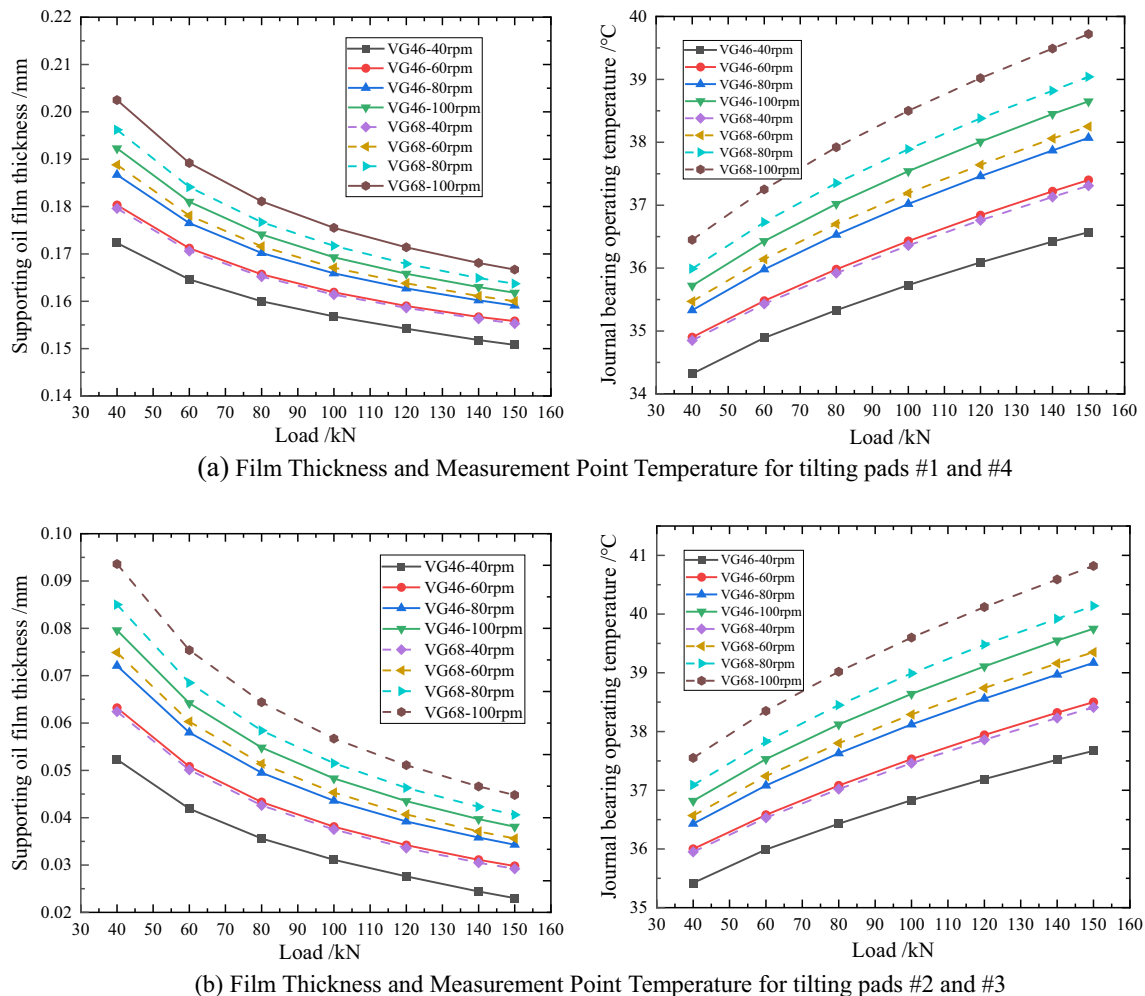 0.22
0.21
0.20
0.19
0.18
0.17
0.16
0.15
0.14
Supporting oil film thickness /mm
VG46-40rpm
VG46-60rpm
VG46-80rpm
VG46-100rpm
VG68-40rpm
VG68-60rpm
VG68-80rpm
VG68-100rpm
30 40 50 60 70 80 90 100 110 120 130 140 150 160
Load /kN
40
39
38
37
36
35
34
Journal bearing operating temperature /°C
VG46-40rpm
VG46-60rpm
VG46-80rpm
VG46-100rpm
VG68-40rpm
VG68-60rpm
VG68-80rpm
VG68-100rpm
30 40 50 60 70 80 90 100 110 120 130 140 150 160
Load /kN
(a) Film Thickness and Measurement Point Temperature for tilting pads #1 and #4
0.10
0.09
0.08
0.07
0.06
0.05
0.04
0.03
0.02
Supporting oil film thickness /mm
VG46-40rpm
VG46-60rpm
VG46-80rpm
VG46-100rpm
VG68-40rpm
VG68-60rpm
VG68-80rpm
VG68-100rpm
30 40 50 60 70 80 90 100 110 120 130 140 150 160
Load /kN
41
40
39
38
37
36
35
Journal bearing operating temperature /°C
VG46-40rpm
VG46-60rpm
VG46-80rpm
VG46-100rpm
VG68-40rpm
VG68-60rpm
VG68-80rpm
VG68-100rpm
30 40 50 60 70 80 90 100 110 120 130 140 150 160
Load /kN
(b) Film Thickness and Measurement Point Temperature for tilting pads #2 and #3